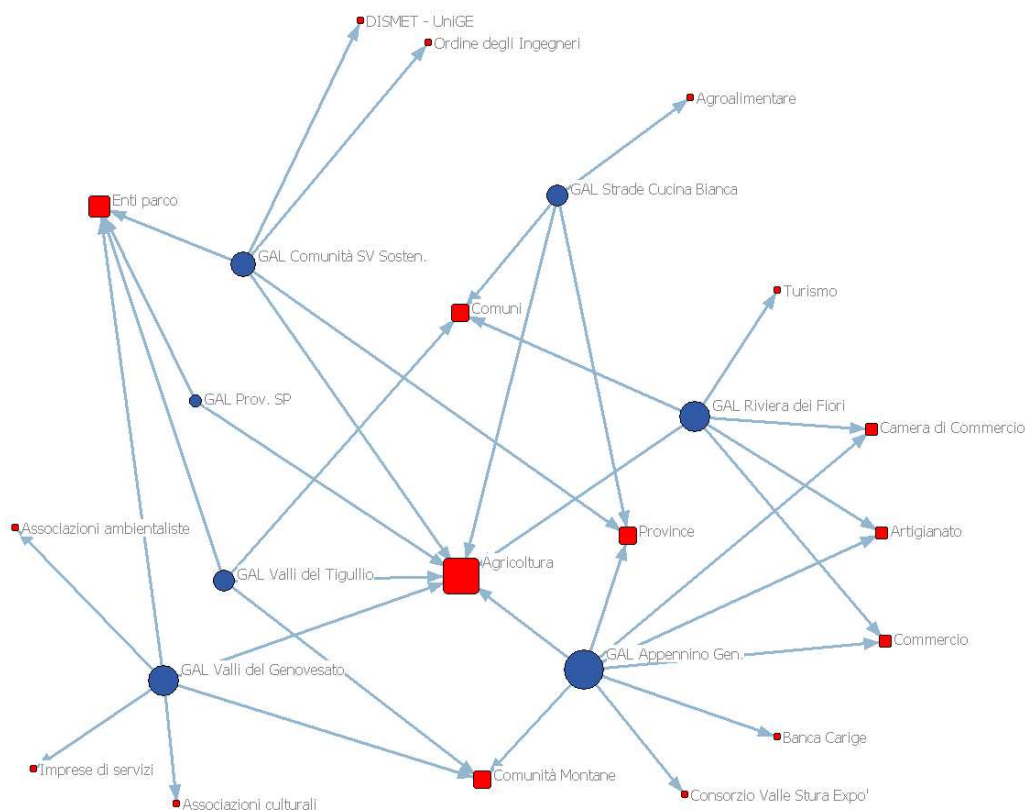 DISMET - UniGE
Ordine degli Ingegneri
Agroalimentare
GAL Strade Cucina Bianca
Enti parco
GAL Comunità SV Sosten.
Turismo
Comuni
GAL Prov. SP
GAL Riviera dei Fiori
Camera di Commercio
Associazioni ambientaliste
Province
Artigianato
Agricoltura
GAL Valli del Tigullio
Commercio
GAL Appennino Gen.
GAL Valli del Genovesato
Banca Carige
Imprese di servizi
Comunità Montane
Consorzio Valle Stura Expo'
Associazioni culturali